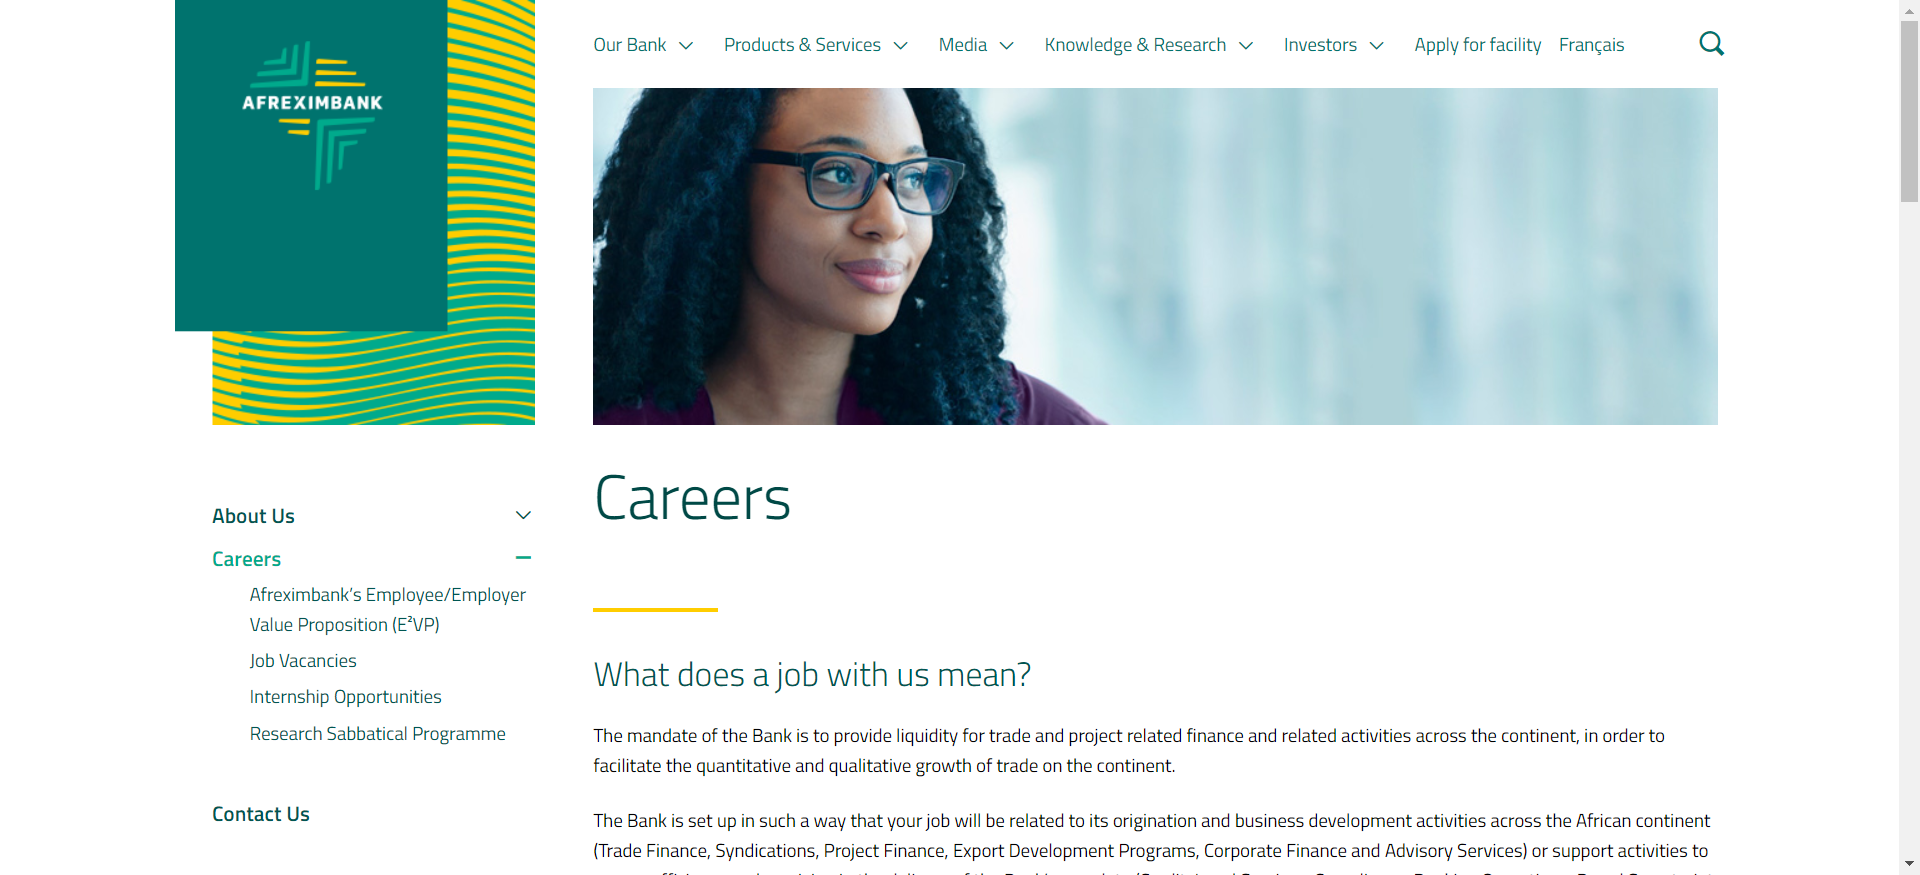 AFREXIMBANK
Our Bank
Products & Services
Media
Knowledge & Research
Investors
Apply for facility
Français
About Us
Careers
Afreximbank’s Employee/Employer
Value Proposition (E²VP)
Job Vacancies
Internship Opportunities
Research Sabbatical Programme
Contact Us
Careers
What does a job with us mean?
The mandate of the Bank is to provide liquidity for trade and project related finance and related activities across the continent, in order to
facilitate the quantitative and qualitative growth of trade on the continent.
The Bank is set up in such a way that your job will be related to its origination and business development activities across the African continent
(Trade Finance, Syndications, Project Finance, Export Development Programs, Corporate Finance and Advisory Services) or support activities to